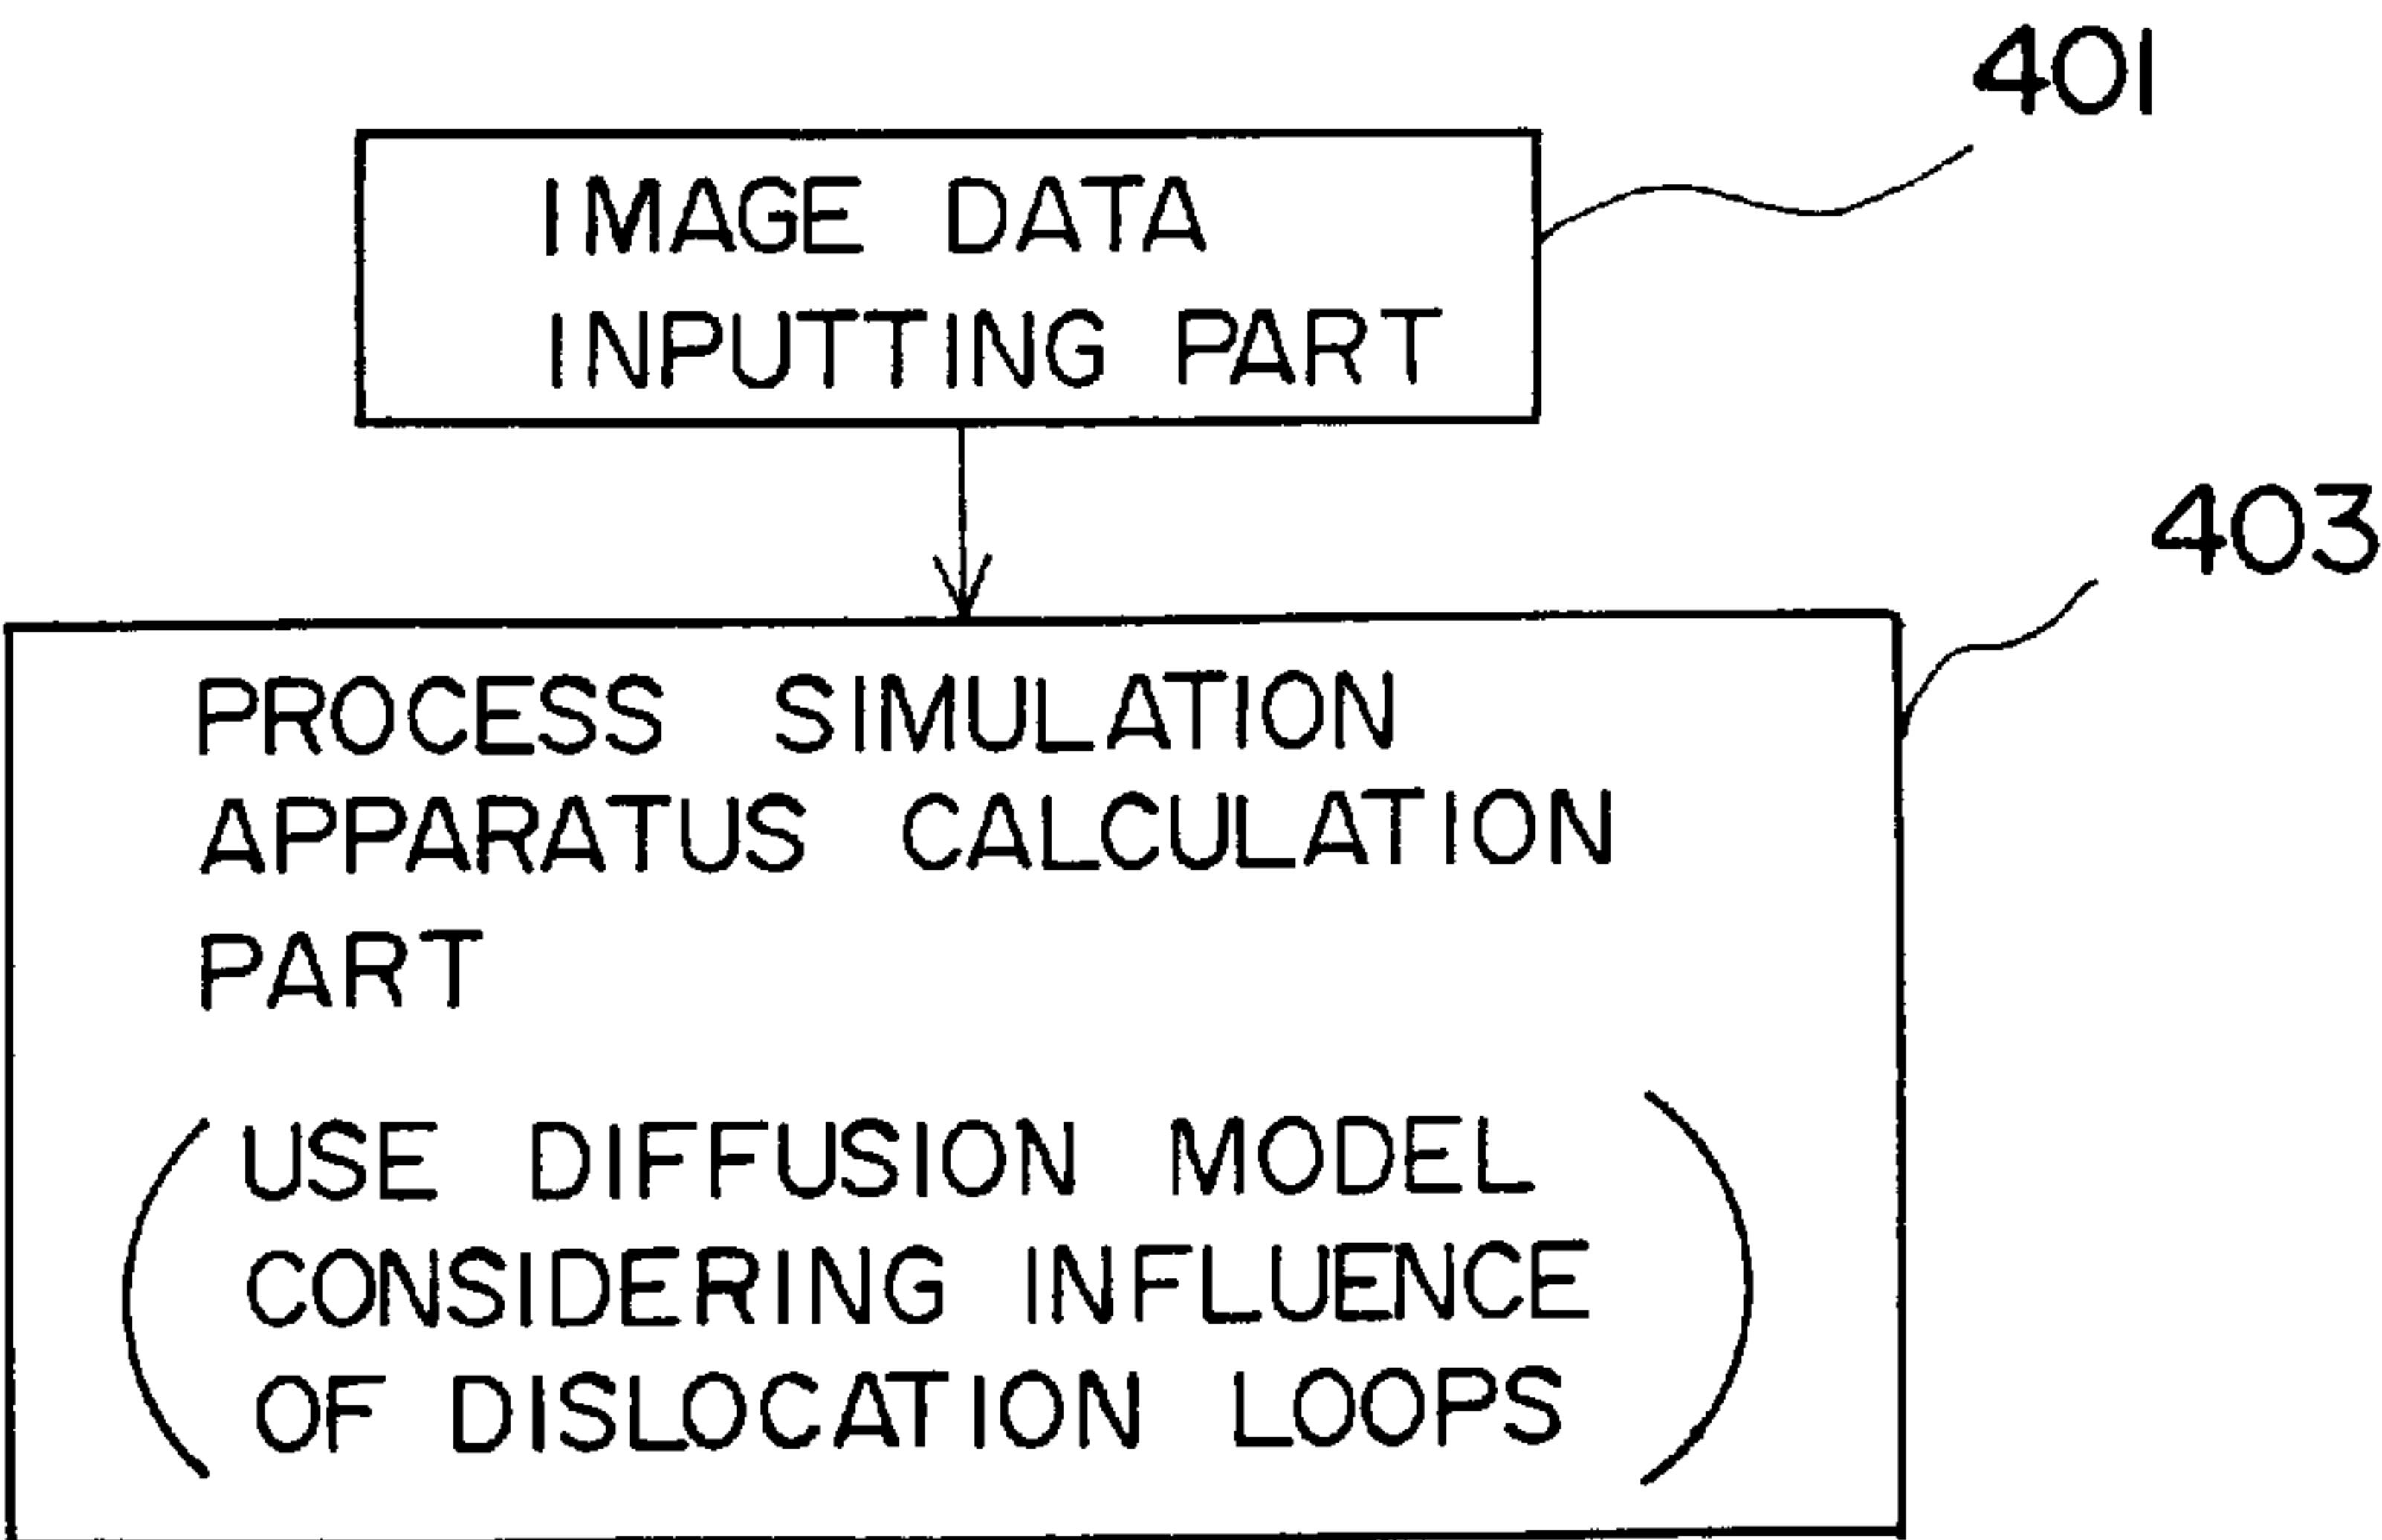 401
IMAGE DATA
INPUTTING PART
403
PROCESS SIMULATION
APPARATUS CALCULATION
PART
(USE DIFFUSION MODEL
CONSIDERING INFLUENCE
OF DISLOCATION LOOPS)